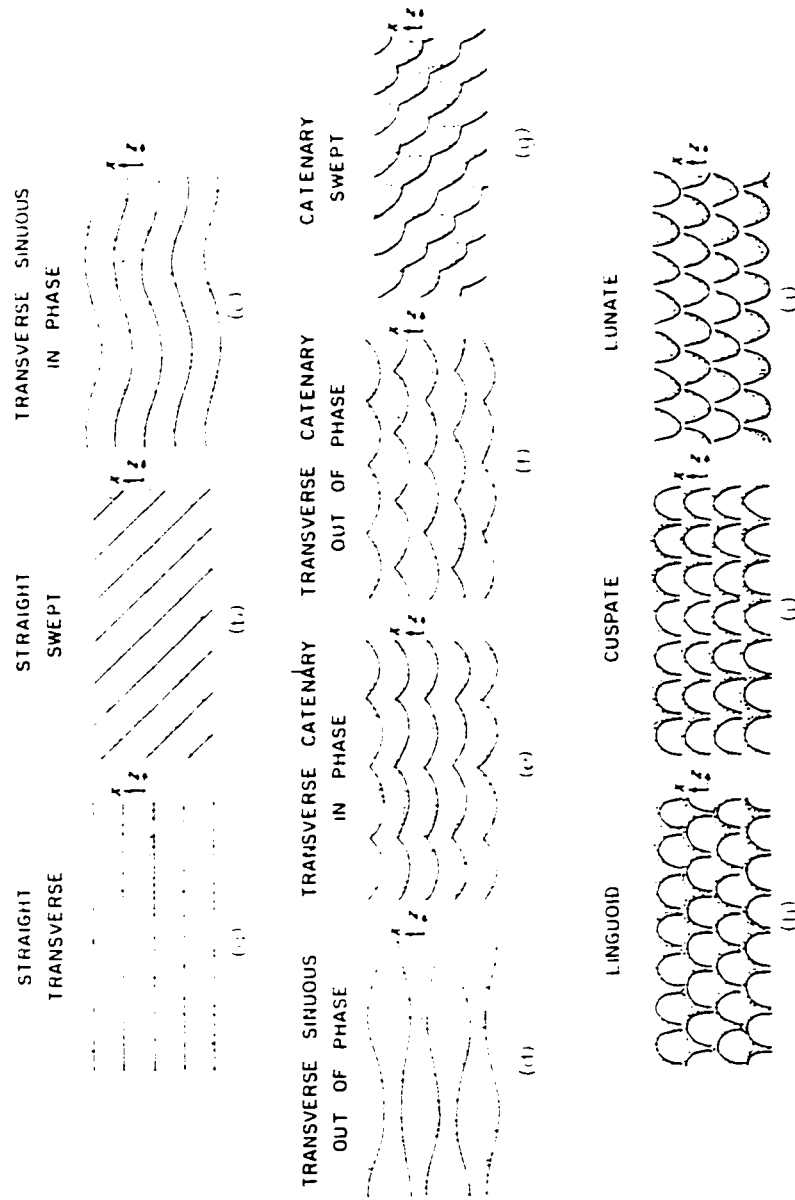 STRAIGHT
TRANSVERSE
x
z
(a)
STRAIGHT
SWEPT
x
z
(b)
TRANSVERSE SINUOUS
IN PHASE
x
z
(c)
TRANSVERSE SINUOUS
OUT OF PHASE
x
z
(d)
TRANSVERSE CATENARY
IN PHASE
x
z
(e)
TRANSVERSE CATENARY
OUT OF PHASE
x
z
(f)
CATENARY
SWEPT
x
z
(g)
LINGUOID
x
z
(h)
CUSPATE
x
z
LUNATE
x
z